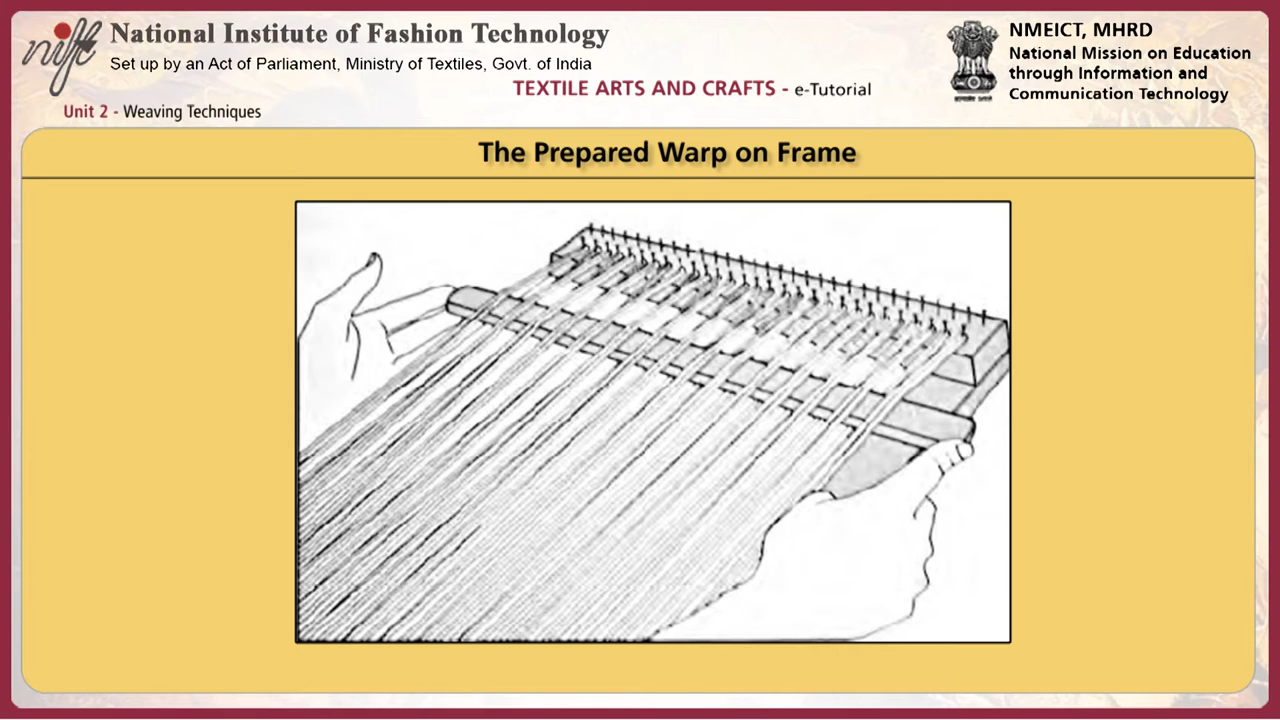 nift
National Institute of Fashion Technology
Set up by an Act of Parliament, Ministry of Textiles, Govt. of India
TEXTILE ARTS AND CRAFTS - e-Tutorial
Unit 2 - Weaving Techniques
NMEICT, MHRD
National Mission on Education
through Information and
Communication Technology
The Prepared Warp on Frame